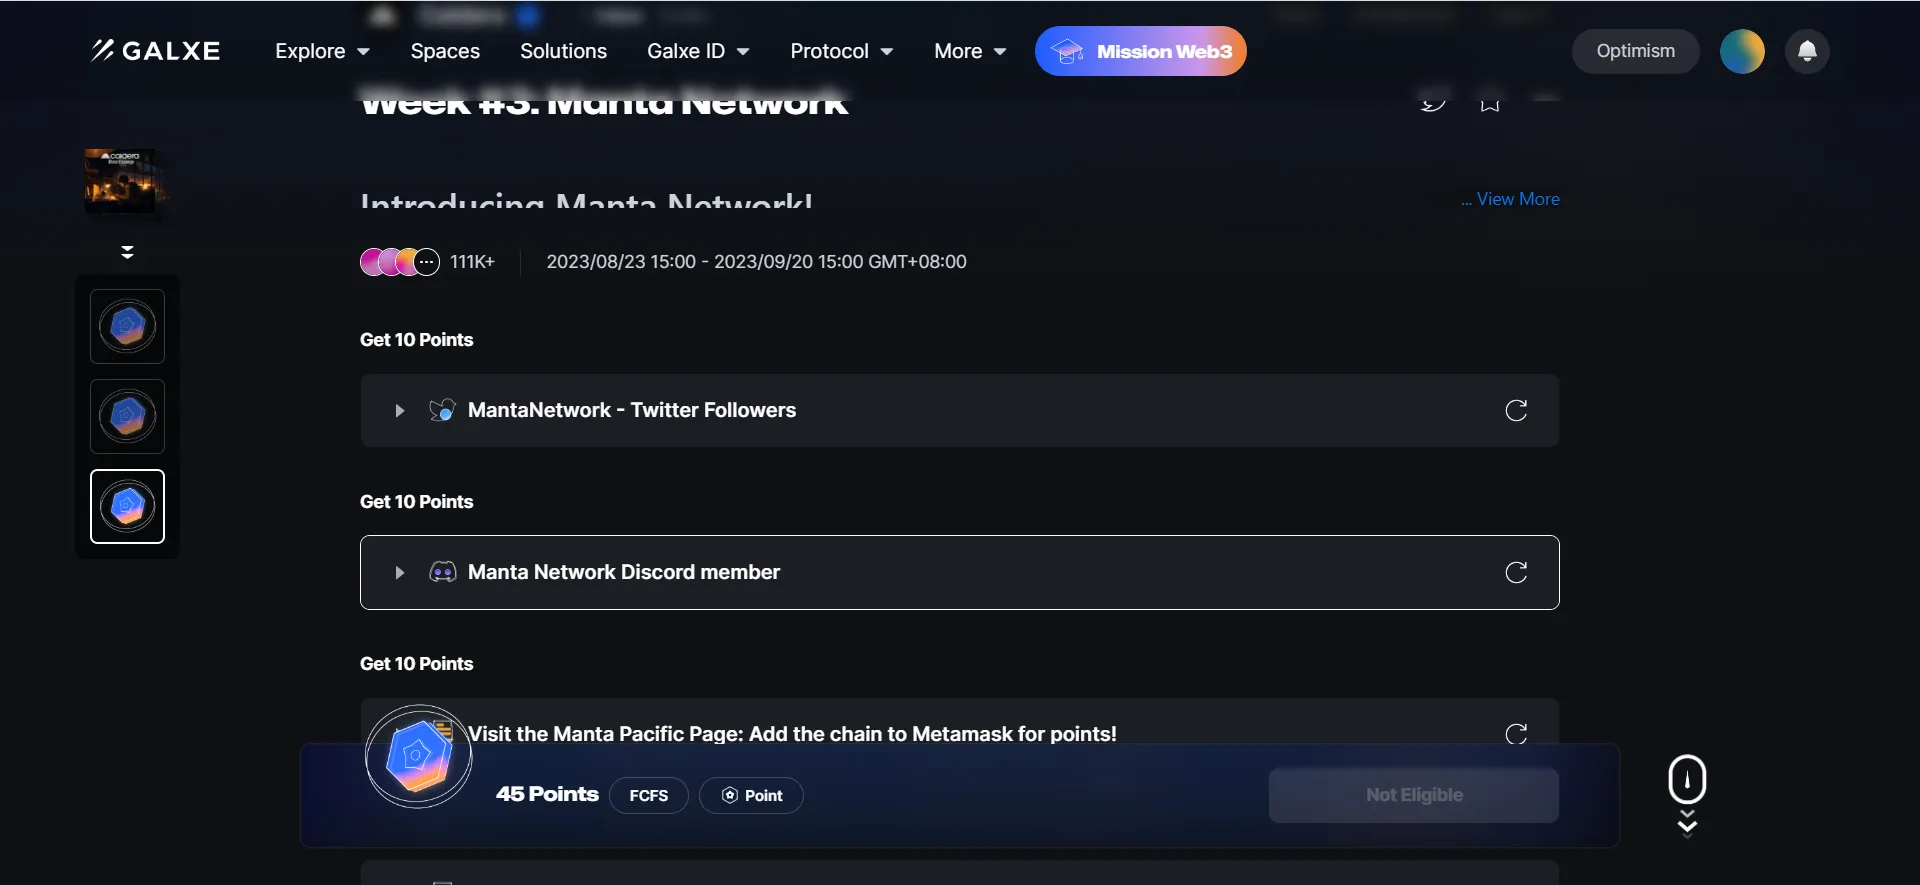 Caldera
GALXE
Explore
Spaces
Solutions
Galxe ID
Protocol
More
Mission Web3
Optimism
Week #3: Manta Network
caldera
Introducing Manta Network!
... View More
111K+
2023/08/23 15:00 - 2023/09/20 15:00 GMT+08:00
Get 10 Points
MantaNetwork - Twitter Followers
Get 10 Points
Manta Network Discord member
Get 10 Points
Visit the Manta Pacific Page: Add the chain to Metamask for points!
45 Points
FCFS
Point
Not Eligible